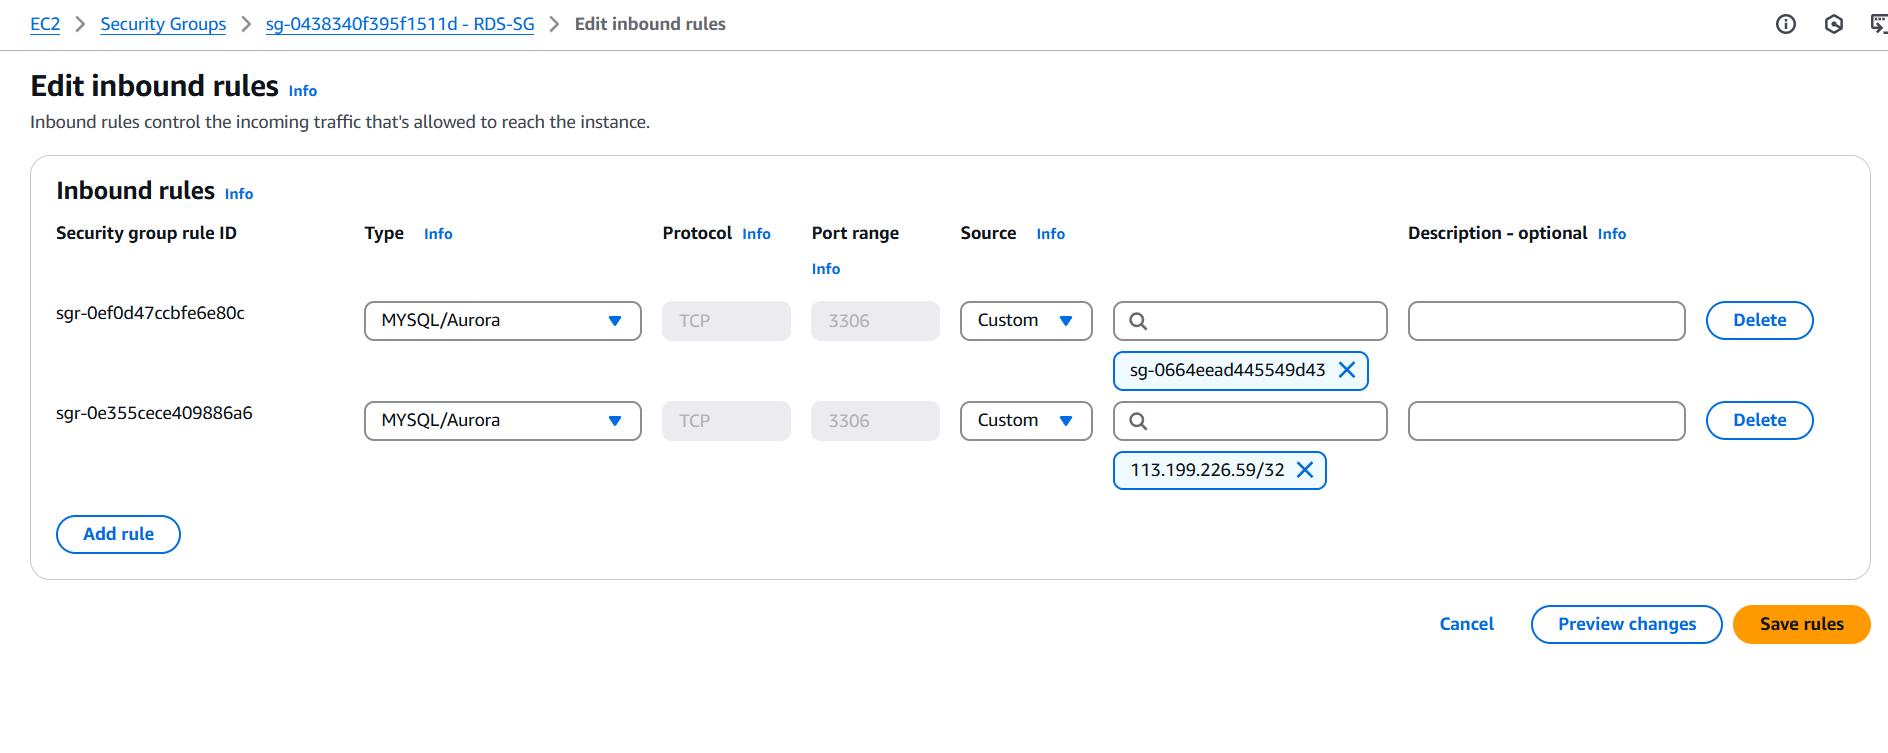 EC2 > Security Groups > sg-0438340f395f1511d - RDS-SG > Edit inbound rules
Edit inbound rules Info
Inbound rules control the incoming traffic that's allowed to reach the instance.
Inbound rules Info
Security group rule ID Type Info Protocol Info Port range Source Info Description - optional Info
Info
sgr-0ef0d47ccbfe6e80c MYSQL/Aurora TCP 3306 Custom Delete
sg-0664eead445549d43
sgr-0e355cece409886a6 MYSQL/Aurora TCP 3306 Custom Delete
113.199.226.59/32
Add rule
Cancel Preview changes Save rules